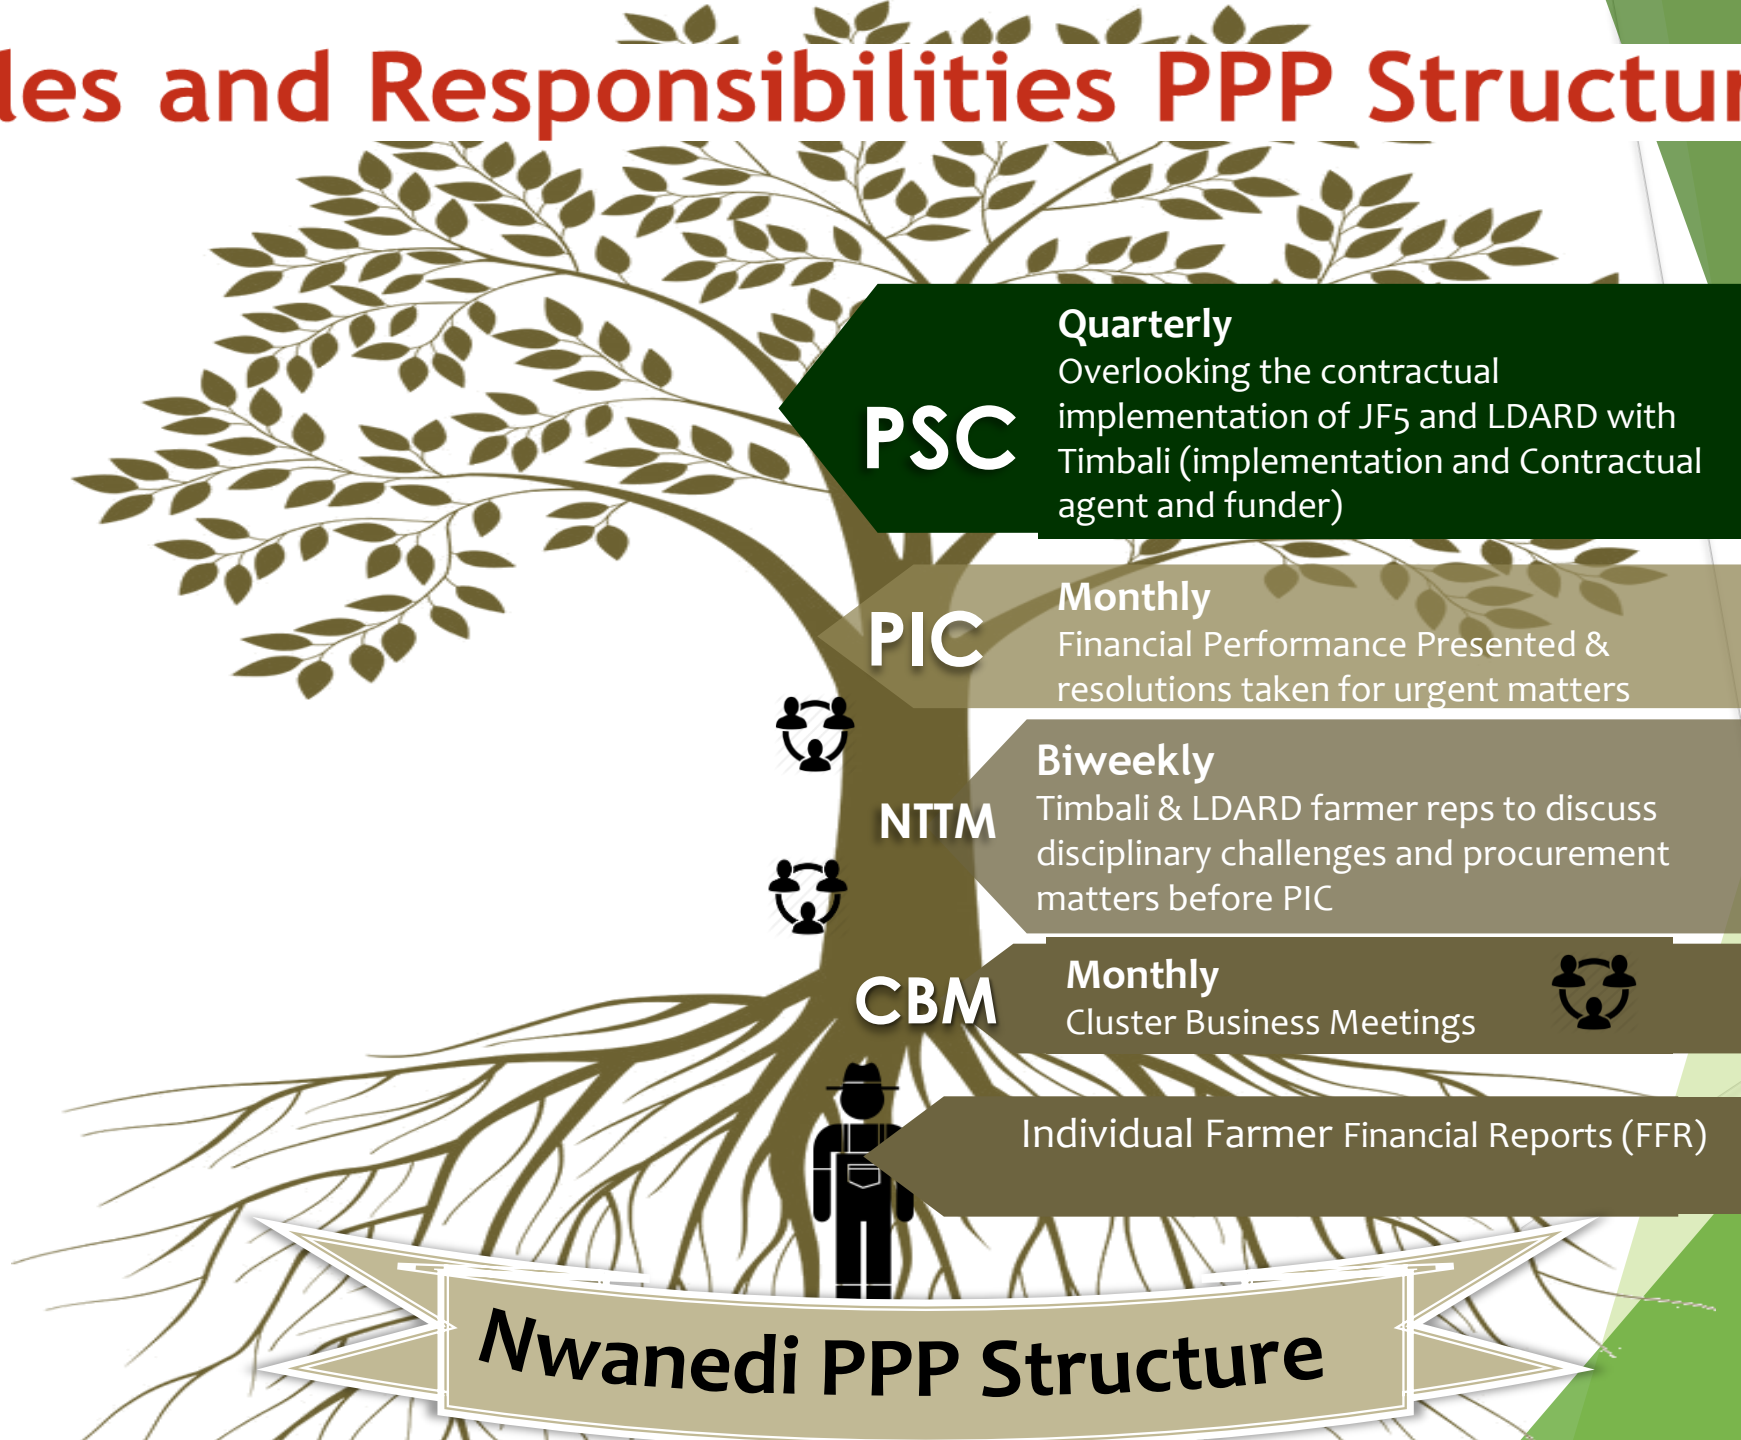 les and Responsibilities PPP Structur
Quarterly
Overlooking the contractual
implementation of JF5 and LDARD with
Timbali (implementation and Contractual
agent and funder)
PSC
Monthly
Financial Performance Presented &
resolutions taken for urgent matters
PIC
Biweekly
Timbali & LDARD farmer reps to discuss
disciplinary challenges and procurement
matters before PIC
NTTM
Monthly
Cluster Business Meetings
CBM
Individual Farmer Financial Reports (FFR)
Nwanedi PPP Structure